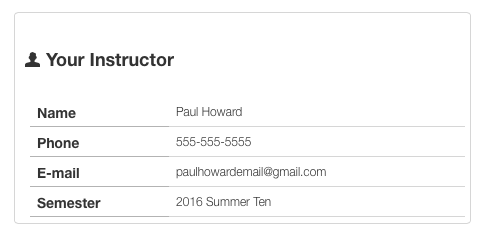 Your Instructor
Name Paul Howard
Phone 555-555-5555
E-mail paulhowardemail@gmail.com
Semester 2016 Summer Ten